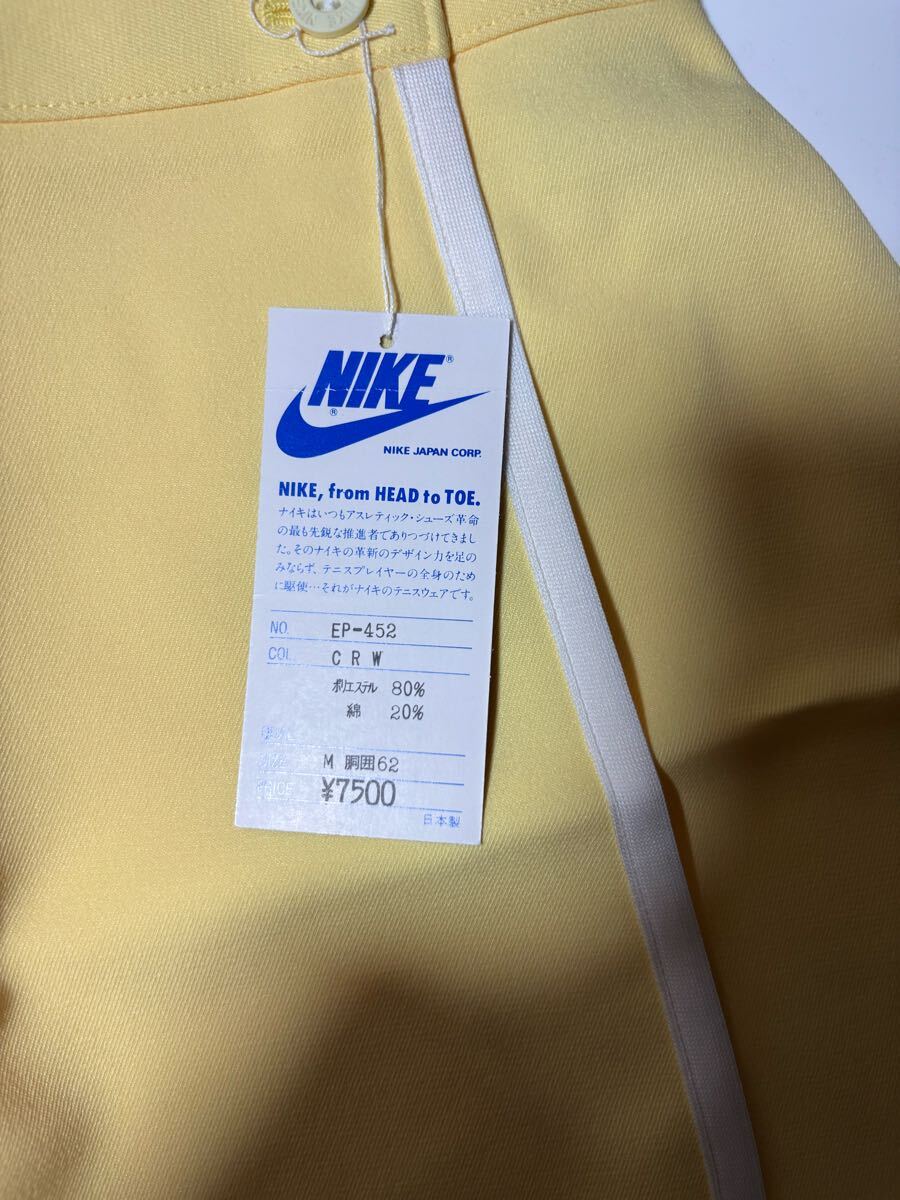 NIKE®
®
NIKE JAPAN CORP.
NIKE, from HEAD to TOE.
ナイキはいつもアスレティック・シューズ革命
の最も先鋭な推進者でありつづけてきまし
た。そのナイキの革新のデザイン力を足の
みならず、テニスプレイヤーの全身のため
に駆使…それがナイキのテニスウェアです。
NO. EP-452
COL. C R W
ポリエステル 80%
綿 20%
M 胴囲62
PRICE ¥7500
日本製